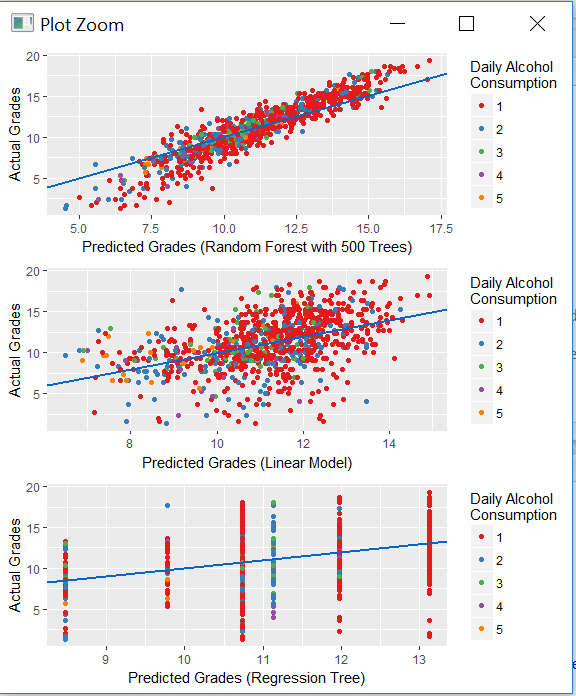 Plot Zoom
20
15
10
5
Actual Grades
5.0 7.5 10.0 12.5 15.0 17.5
Predicted Grades (Random Forest with 500 Trees)
Daily Alcohol
Consumption
1
2
3
4
5
20
15
10
5
Actual Grades
8 10 12 14
Predicted Grades (Linear Model)
Daily Alcohol
Consumption
1
2
3
4
5
20
15
10
5
Actual Grades
9 10 11 12 13
Predicted Grades (Regression Tree)
Daily Alcohol
Consumption
1
2
3
4
5